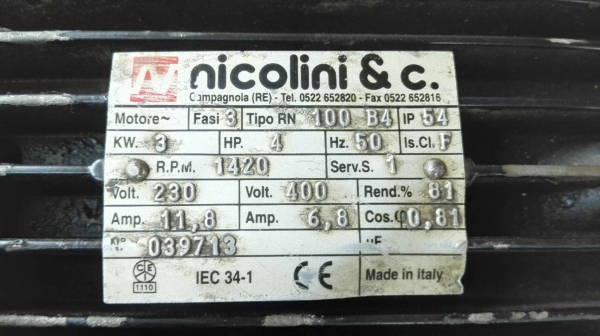 nicolini & c.
Campagnola (RE) - Tel. 0522 652820 - Fax 0522 652816
Motore~ Fasi 3 Tipo RN 100 B4 IP 54
KW. 3 HP. 4 Hz. 50 Is.Cl. F
R.P.M. 1420 Serv.S. 1
Volt. 230 Volt. 400 Rend.% 81
Amp. 11,8 Amp. 6,8 Cos.φ 0,81
N° 039713 µF
CE 1110 IEC 34-1 CE Made in Italy